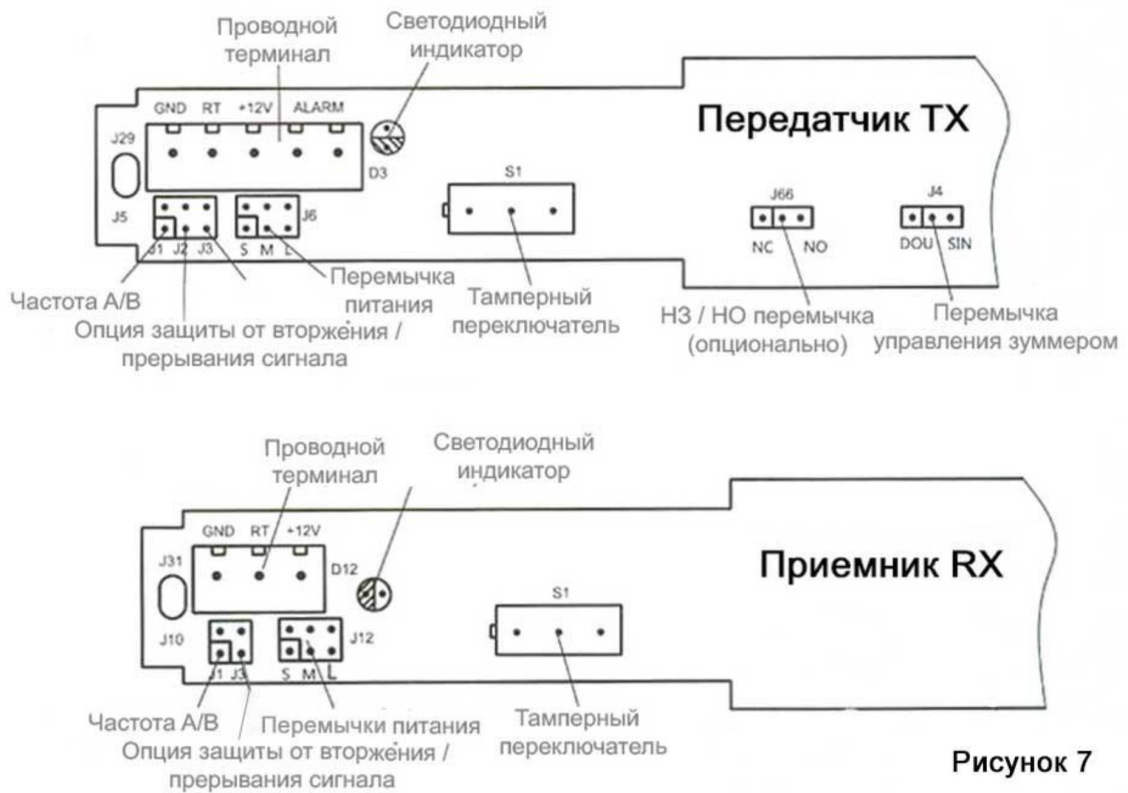 Проводной
терминал
Светодиодный
индикатор
GND RT +12V ALARM
Передатчик TX
J29
D3
S1
J66
J4
J5
J6
J1 J2 J3
S M L
NC NO
DOU SIN
Частота А/В
Перемычка
питания
Тамперный
переключатель
НЗ / НО перемычка
(опционально)
Перемычка
управления зуммером
Опция защиты от вторжения /
прерывания сигнала
Проводной
терминал
Светодиодный
индикатор
GND RT +12V
Приемник RX
J31
D12
S1
J10
J12
J1 J3
S M L
Частота А/В
Перемычки питания
Тамперный
переключатель
Опция защиты от вторжения /
прерывания сигнала
Рисунок 7